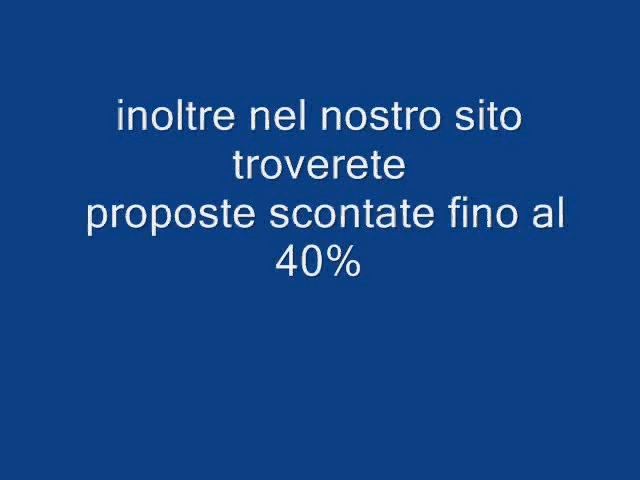 inoltre nel nostro sito
troverete
proposte scontate fino al
40%